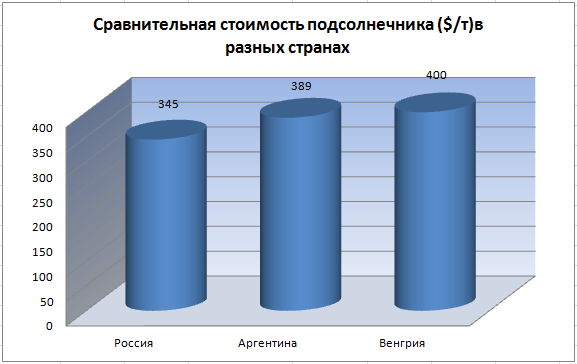 Сравнительная стоимость подсолнечника ($/т)в
разных странах
345
389
400
400
350
300
250
200
150
100
50
0
Россия
Аргентина
Венгрия